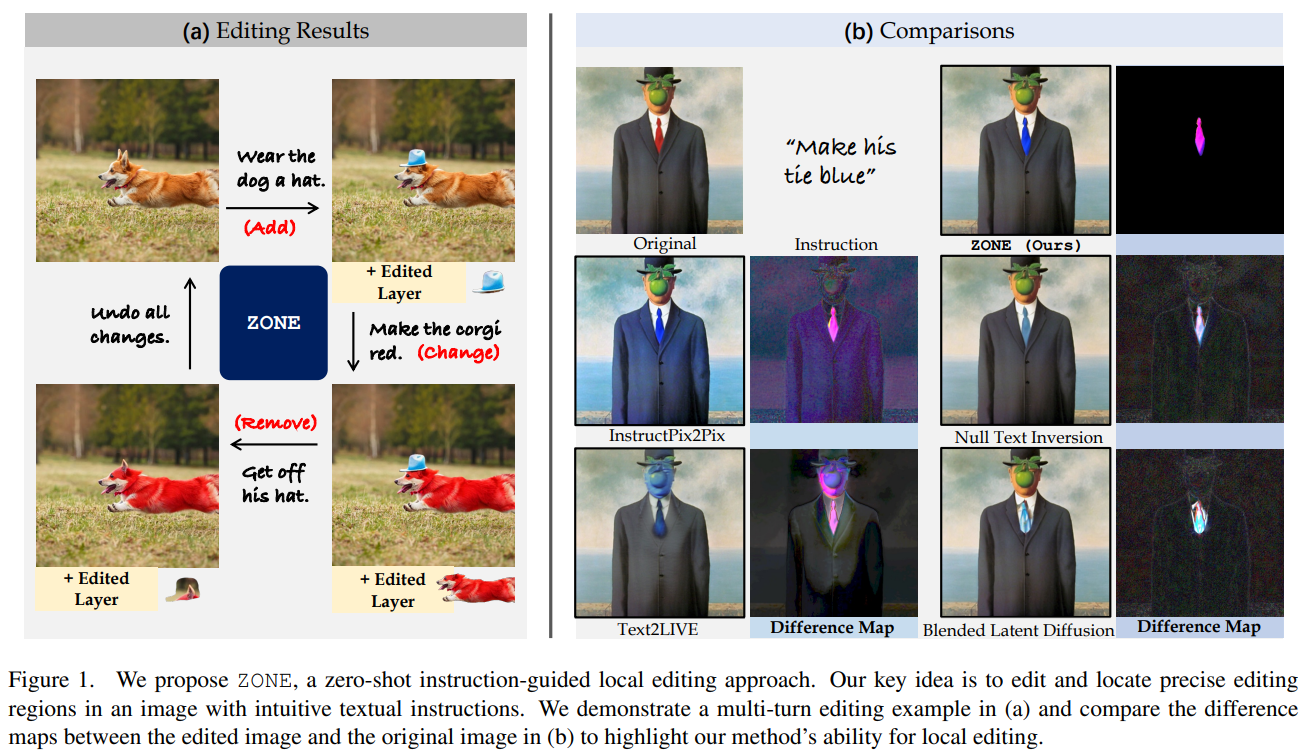 (a) Editing Results
Wear the
dog a hat.
(Add)
+ Edited
Layer
Undo all
changes.
ZONE
Make the corgi
red. (Change)
(Remove)
Get off
his hat.
+ Edited
Layer
+ Edited
Layer
(b) Comparisons
“Make his
tie blue”
Original
Instruction
ZONE (Ours)
InstructPix2Pix
Null Text Inversion
Text2LIVE
Difference Map
Blended Latent Diffusion
Difference Map
Figure 1. We propose ZONE, a zero-shot instruction-guided local editing approach. Our key idea is to edit and locate precise editing
regions in an image with intuitive textual instructions. We demonstrate a multi-turn editing example in (a) and compare the difference
maps between the edited image and the original image in (b) to highlight our method’s ability for local editing.